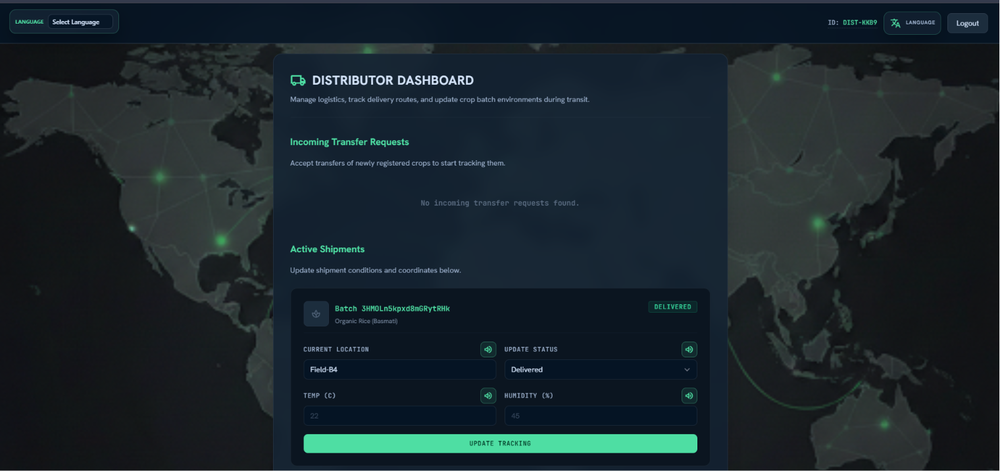 LANGUAGE Select Language
ID: DIST-KKB9 LANGUAGE Logout
DISTRIBUTOR DASHBOARD
Manage logistics, track delivery routes, and update crop batch environments during transit.
Incoming Transfer Requests
Accept transfers of newly registered crops to start tracking them.
No incoming transfer requests found.
Active Shipments
Update shipment conditions and coordinates below.
Batch 3HMOLn5kpxd8mGRytRHk
DELIVERED
Organic Rice (Basmati)
CURRENT LOCATION UPDATE STATUS
Field-B4 Delivered
TEMP (C) HUMIDITY (%)
22 45
UPDATE TRACKING